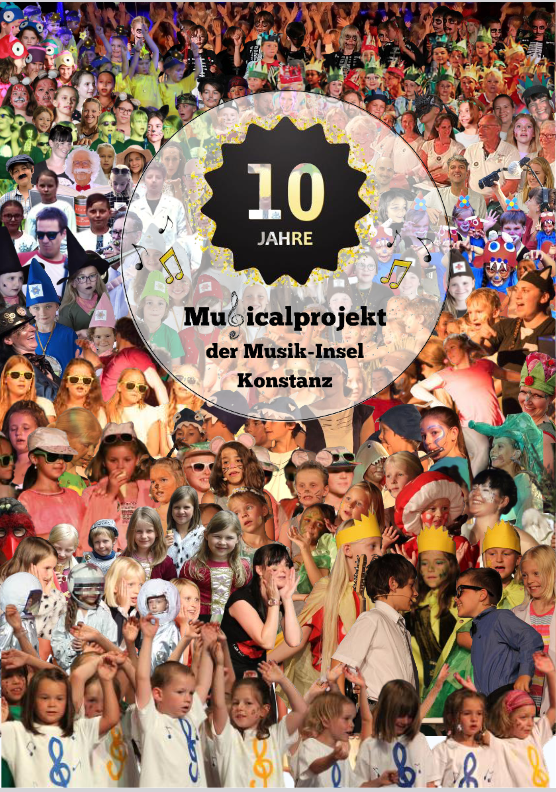 10
JAHRE
Musicalprojekt
der Musik-Insel
Konstanz